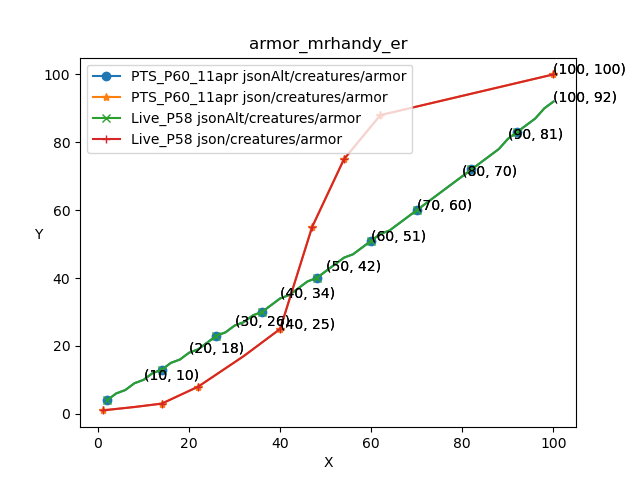 armor_mrhandy_er
PTS_P60_11apr jsonAlt/creatures/armor
PTS_P60_11apr json/creatures/armor
Live_P58 jsonAlt/creatures/armor
Live_P58 json/creatures/armor
(100, 100)
(100, 92)
(90, 81)
(80, 70)
(70, 60)
(60, 51)
(50, 42)
(40, 34)
(30, 26)
(40, 25)
(20, 18)
(10, 10)
100
80
60
40
20
0
Y
0 20 40 60 80 100
X